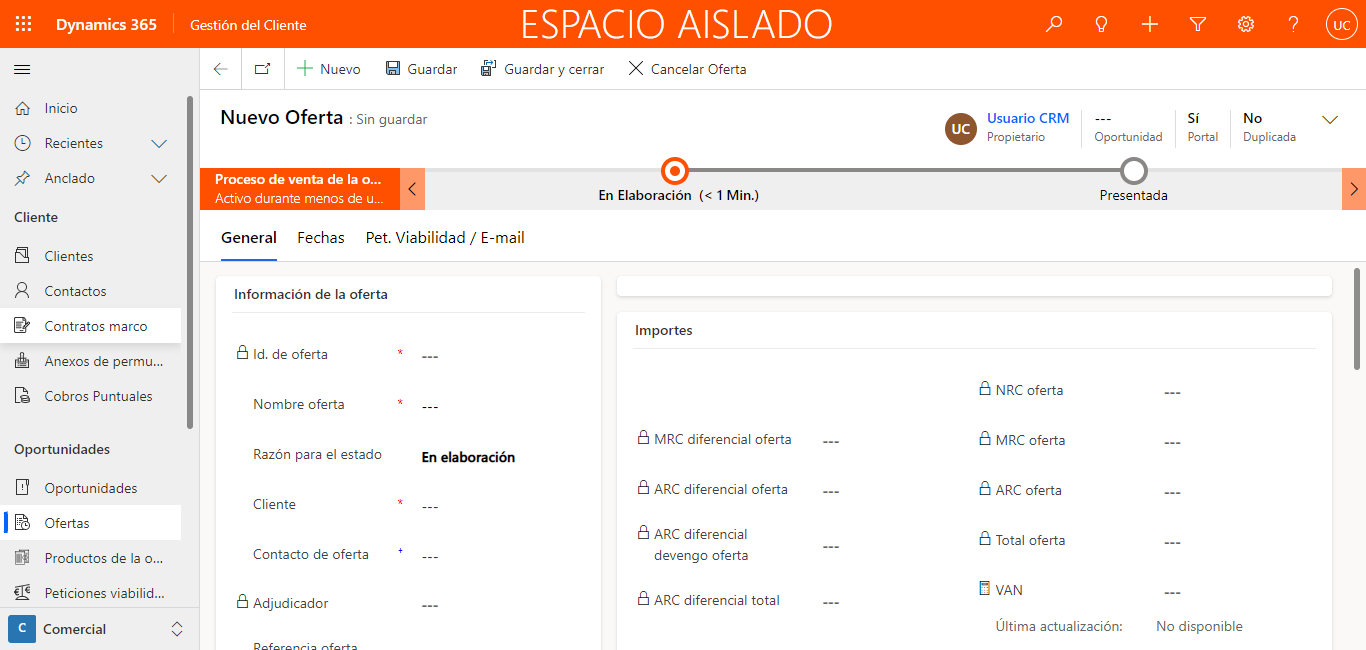 Dynamics 365
Gestión del Cliente
ESPACIO AISLADO
UC
Nuevo
Guardar
Guardar y cerrar
Cancelar Oferta
Inicio
Recientes
Anclado
Cliente
Clientes
Contactos
Contratos marco
Anexos de permu...
Cobros Puntuales
Oportunidades
Oportunidades
Ofertas
Productos de la o...
Peticiones viabilid...
C Comercial
Nuevo Oferta : Sin guardar
UC
Usuario CRM
Propietario
---
Oportunidad
Sí
Portal
No
Duplicada
Proceso de venta de la o...
Activo durante menos de u...
En Elaboración (< 1 Min.)
Presentada
General
Fechas
Pet. Viabilidad / E-mail
Información de la oferta
Id. de oferta * ---
Nombre oferta * ---
Razón para el estado En elaboración
Cliente * ---
Contacto de oferta + ---
Adjudicador ---
Referencia oferta
Importes
MRC diferencial oferta ---
ARC diferencial oferta ---
ARC diferencial
devengo oferta ---
ARC diferencial total ---
NRC oferta ---
MRC oferta ---
ARC oferta ---
Total oferta ---
VAN ---
Última actualización: No disponible